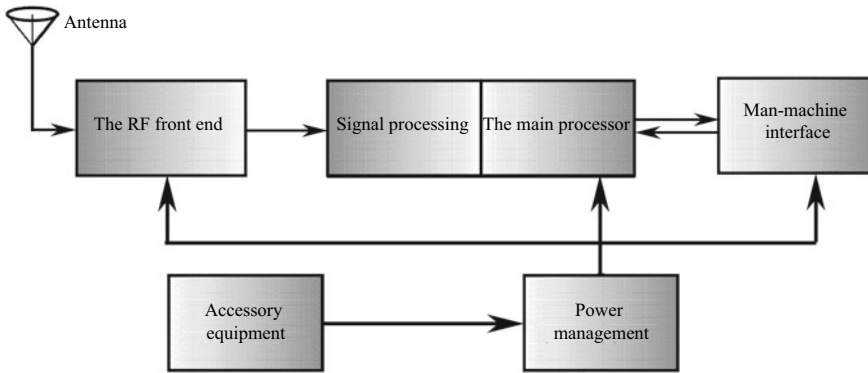 Antenna
The RF front end
Signal processing
The main processor
Man-machine
interface
Accessory
equipment
Power
management